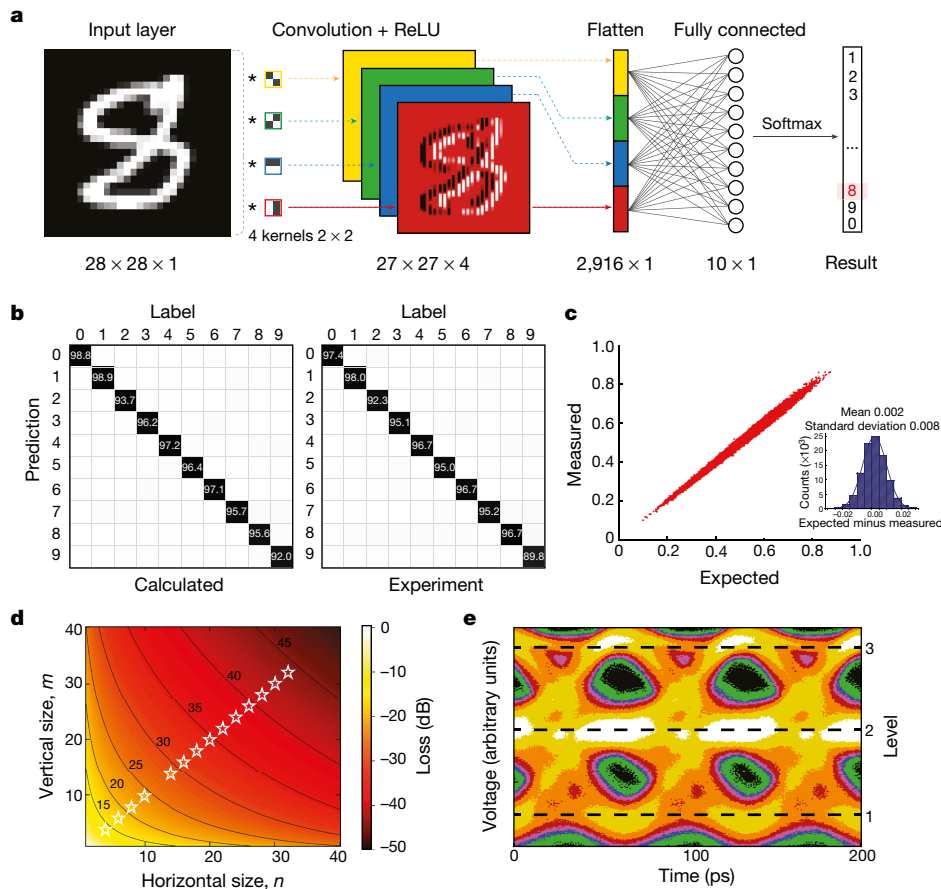 a
Input layer
Convolution + ReLU
Flatten
Fully connected
*
*
*
*
4 kernels 2 × 2
Softmax
1
2
3
...
8
9
0
28 × 28 × 1
27 × 27 × 4
2,916 × 1
10 × 1
Result
b
Label
0 1 2 3 4 5 6 7 8 9
Prediction
0
1
2
3
4
5
6
7
8
9
98.8
98.9
93.7
96.2
97.2
96.4
97.1
95.7
95.6
92.0
Calculated
Label
0 1 2 3 4 5 6 7 8 9
0
1
2
3
4
5
6
7
8
9
97.4
98.0
92.3
95.1
96.7
95.0
96.7
95.2
96.7
89.8
Experiment
c
Measured
1.0
0.8
0.6
0.4
0.2
0
0.2
0.4
0.6
0.8
1.0
Expected
Mean 0.002
Standard deviation 0.008
Counts (×10³)
25
20
15
10
5
0
−0.02
0.00
0.02
Expected minus measured
d
Vertical size, m
40
30
20
10
10
20
30
40
Horizontal size, n
15
20
25
30
35
40
45
0
−10
−20
−30
−40
−50
Loss (dB)
e
Voltage (arbitrary units)
3
2
1
Level
0
100
200
Time (ps)